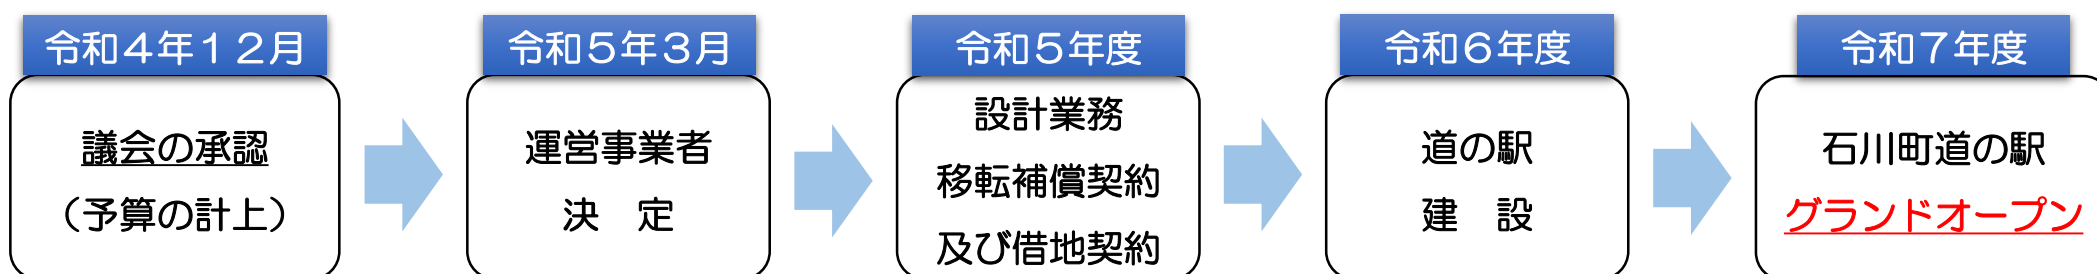 令和４年１２月
議会の承認
（予算の計上）
令和５年３月
運営事業者
決　定
令和５年度
設計業務
移転補償契約
及び借地契約
令和６年度
道の駅
建　設
令和７年度
石川町道の駅
グランドオープン